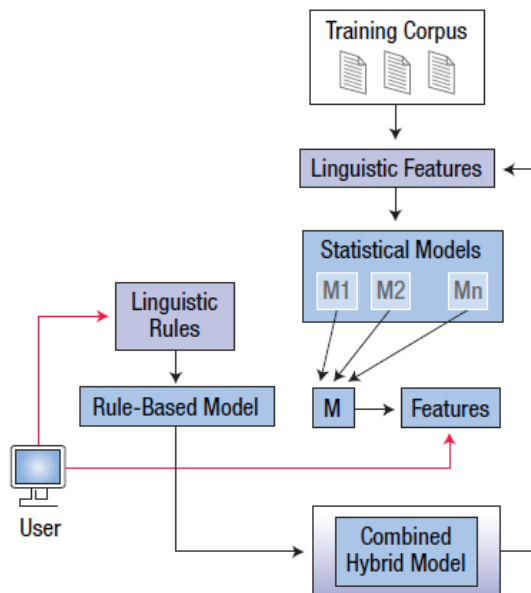 Training Corpus
Linguistic Features
Statistical Models
M1 M2 Mn
Linguistic
Rules
Rule-Based Model
M
Features
User
Combined
Hybrid Model